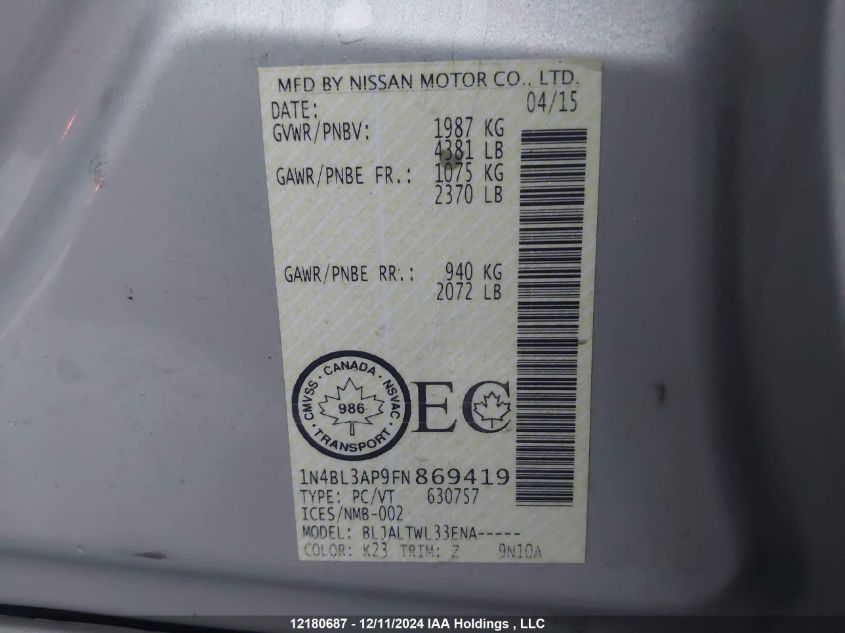 MFD BY NISSAN MOTOR CO., LTD.
DATE: 04/15
GVWR/PNBV: 1987 KG
4381 LB
GAWR/PNBE FR.: 1075 KG
2370 LB
GAWR/PNBE RR.: 940 KG
2072 LB
CMVSS · CANADA · NSVAC
986
· TRANSPORT ·
EC
1N4BL3AP9FN869419
TYPE: PC/VT 630757
ICES/NMB-002
MODEL: BLJALTWL33ENA-----
COLOR: K23 TRIM: Z 9N10A
12180687 - 12/11/2024 IAA Holdings , LLC